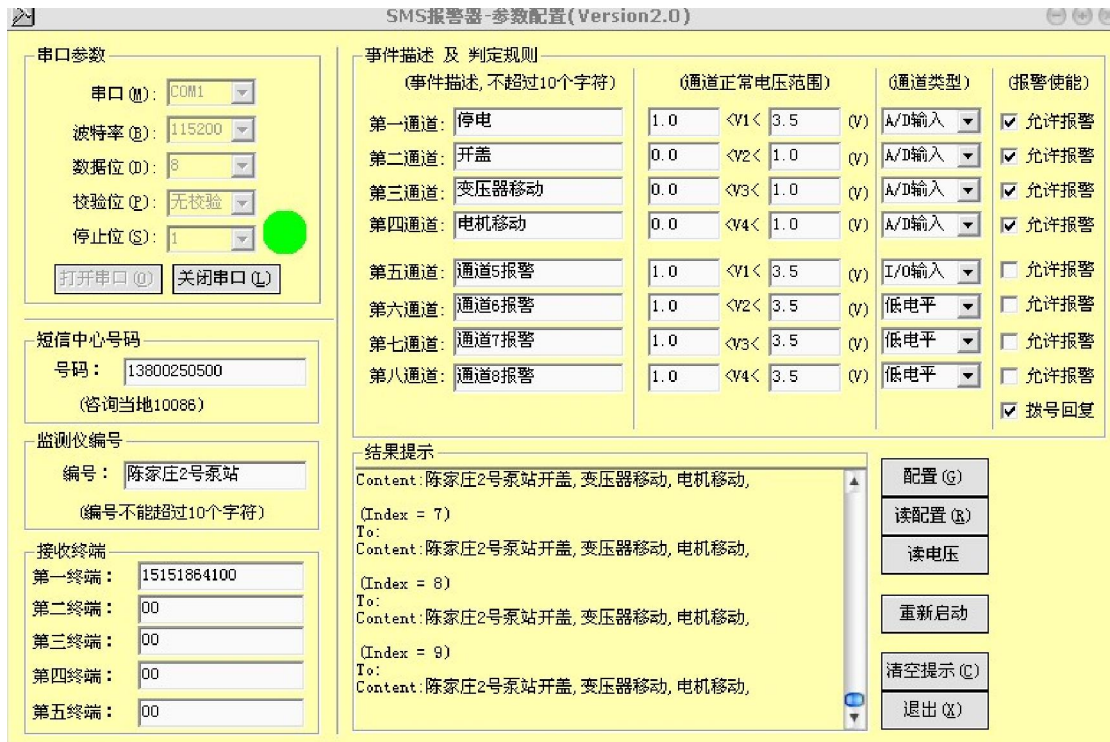 SMS报警器-参数配置(Version2.0)
串口参数
串口(M): COM1
波特率(B): 115200
数据位(D): 8
校验位(P): 无校验
停止位(S): 1
打开串口(O) 关闭串口(L)
短信中心号码
号码： 13800250500
(咨询当地10086)
监测仪编号
编号： 陈家庄2号泵站
(编号不能超过10个字符)
接收终端
第一终端： 15151864100
第二终端： 00
第三终端： 00
第四终端： 00
第五终端： 00
事件描述 及 判定规则
(事件描述,不超过10个字符) (通道正常电压范围) (通道类型) (报警使能)
第一通道: 停电 1.0 <V1< 3.5 (V) A/D输入 允许报警
第二通道: 开盖 0.0 <V2< 1.0 (V) A/D输入 允许报警
第三通道: 变压器移动 0.0 <V3< 1.0 (V) A/D输入 允许报警
第四通道: 电机移动 0.0 <V4< 1.0 (V) A/D输入 允许报警
第五通道: 通道5报警 1.0 <V1< 3.5 (V) I/O输入 允许报警
第六通道: 通道6报警 1.0 <V2< 3.5 (V) 低电平 允许报警
第七通道: 通道7报警 1.0 <V3< 3.5 (V) 低电平 允许报警
第八通道: 通道8报警 1.0 <V4< 3.5 (V) 低电平 允许报警
拨号回复
结果提示
Content:陈家庄2号泵站开盖,变压器移动,电机移动,
(Index = 7)
To:
Content:陈家庄2号泵站开盖,变压器移动,电机移动,
(Index = 8)
To:
Content:陈家庄2号泵站开盖,变压器移动,电机移动,
(Index = 9)
To:
Content:陈家庄2号泵站开盖,变压器移动,电机移动,
配置(G)
读配置(R)
读电压
重新启动
清空提示(C)
退出(X)